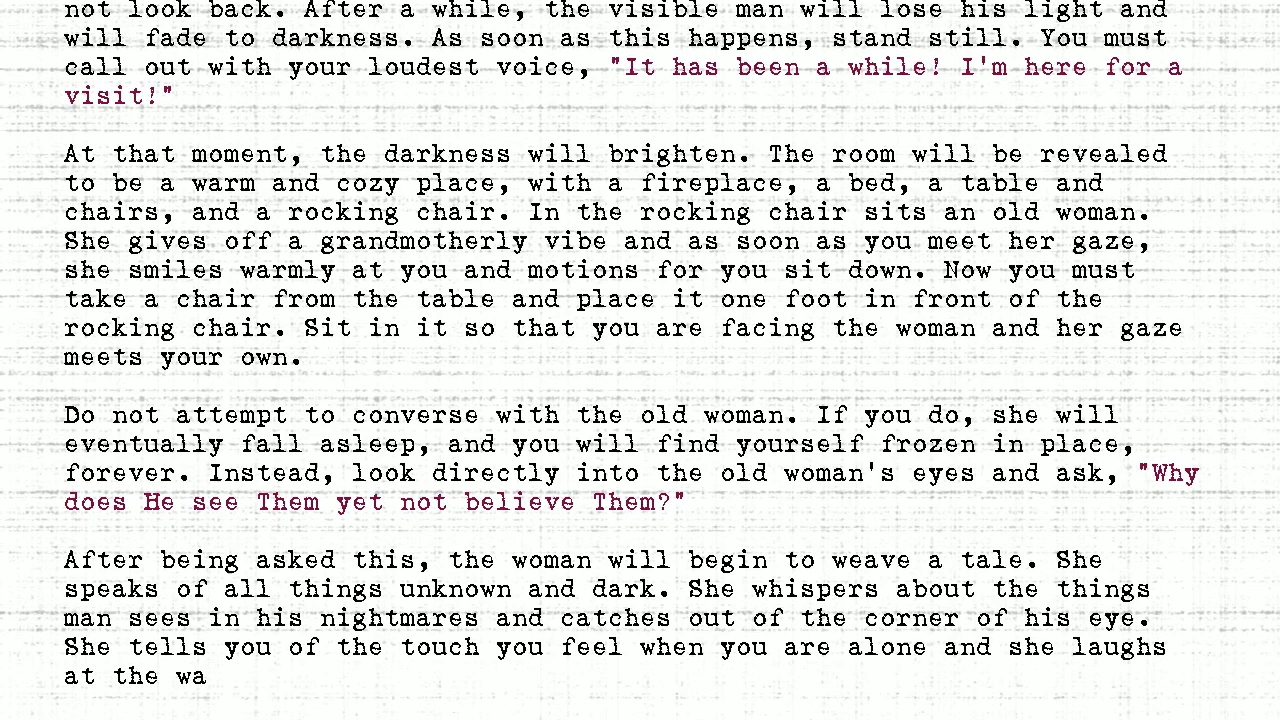 not look back. After a while, the visible man will lose his light and
will fade to darkness. As soon as this happens, stand still. You must
call out with your loudest voice, "It has been a while! I'm here for a
visit!"
At that moment, the darkness will brighten. The room will be revealed
to be a warm and cozy place, with a fireplace, a bed, a table and
chairs, and a rocking chair. In the rocking chair sits an old woman.
She gives off a grandmotherly vibe and as soon as you meet her gaze,
she smiles warmly at you and motions for you sit down. Now you must
take a chair from the table and place it one foot in front of the
rocking chair. Sit in it so that you are facing the woman and her gaze
meets your own.
Do not attempt to converse with the old woman. If you do, she will
eventually fall asleep, and you will find yourself frozen in place,
forever. Instead, look directly into the old woman's eyes and ask, "Why
does He see Them yet not believe Them?"
After being asked this, the woman will begin to weave a tale. She
speaks of all things unknown and dark. She whispers about the things
man sees in his nightmares and catches out of the corner of his eye.
She tells you of the touch you feel when you are alone and she laughs
at the wa